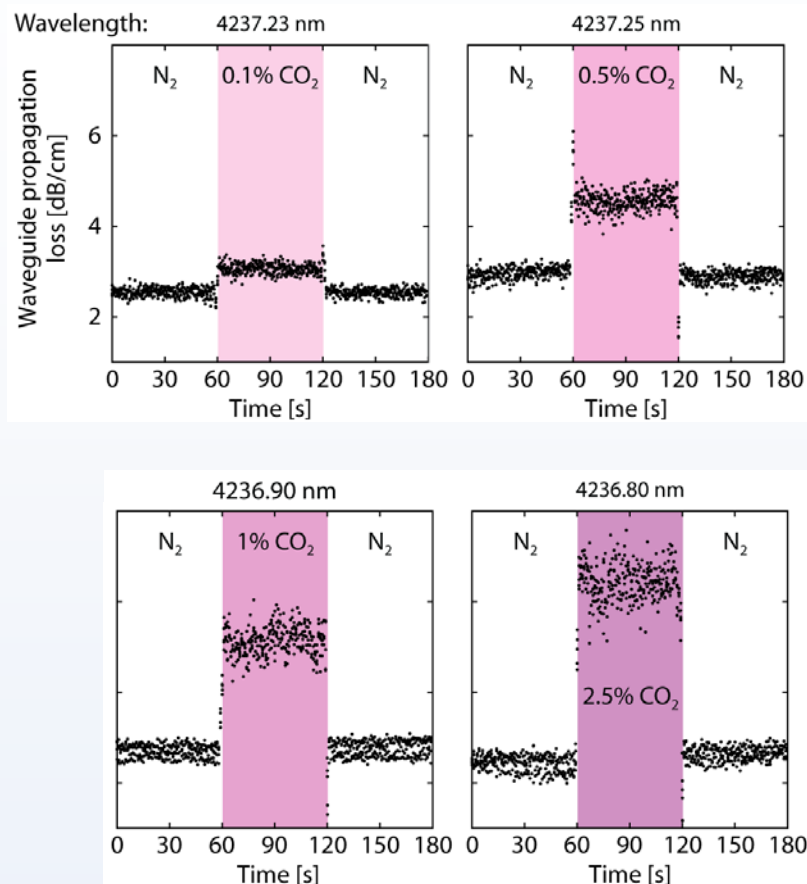 Wavelength: 4237.23 nm 4237.25 nm
N₂ 0.1% CO₂ N₂ N₂ 0.5% CO₂ N₂
Waveguide propagation
loss [dB/cm]
6
4
2
0 30 60 90 120 150 180 0 30 60 90 120 150 180
Time [s] Time [s]
4236.90 nm 4236.80 nm
N₂ 1% CO₂ N₂ N₂ N₂
2.5% CO₂
0 30 60 90 120 150 180 0 30 60 90 120 150 180
Time [s] Time [s]